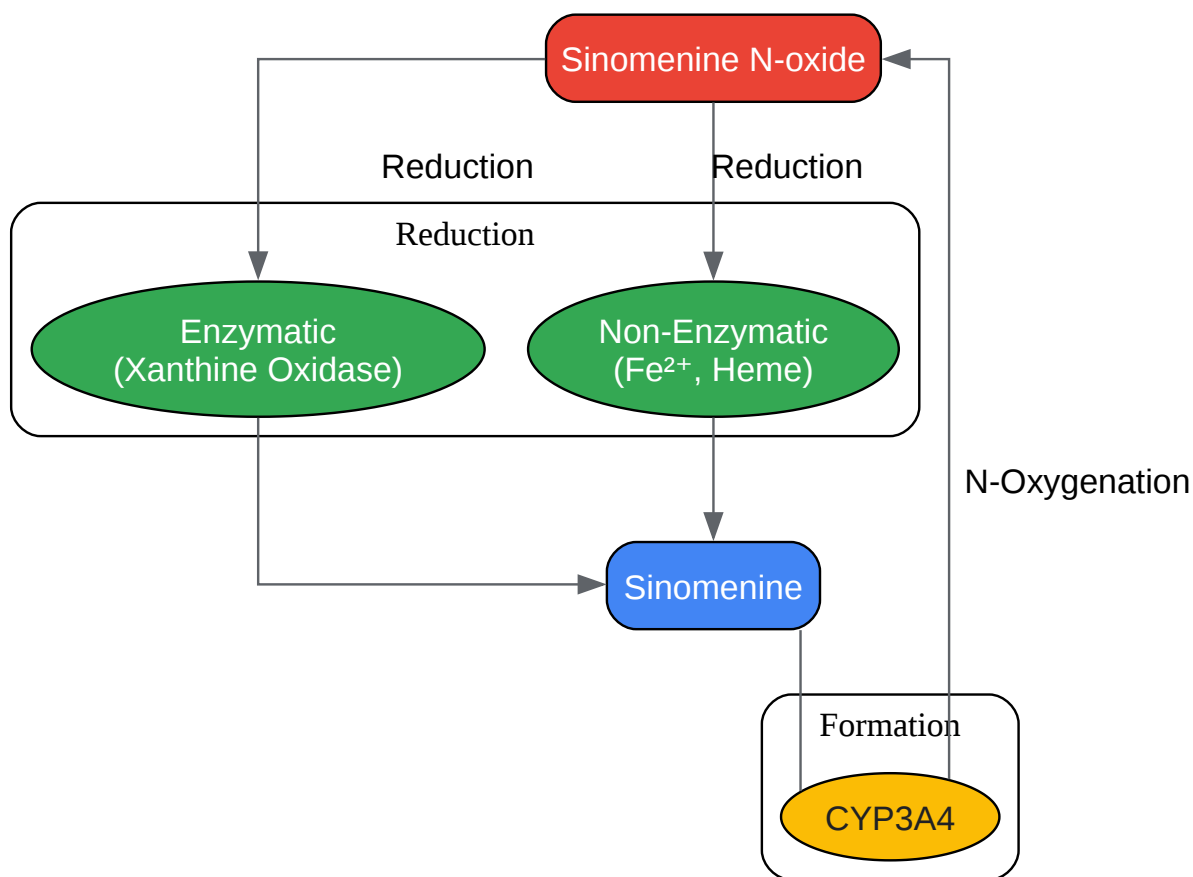 Sinomenine N-oxide
Reduction
Reduction
Reduction
Enzymatic
(Xanthine Oxidase)
Non-Enzymatic
(Fe²⁺, Heme)
N-Oxygenation
Sinomenine
Formation
CYP3A4